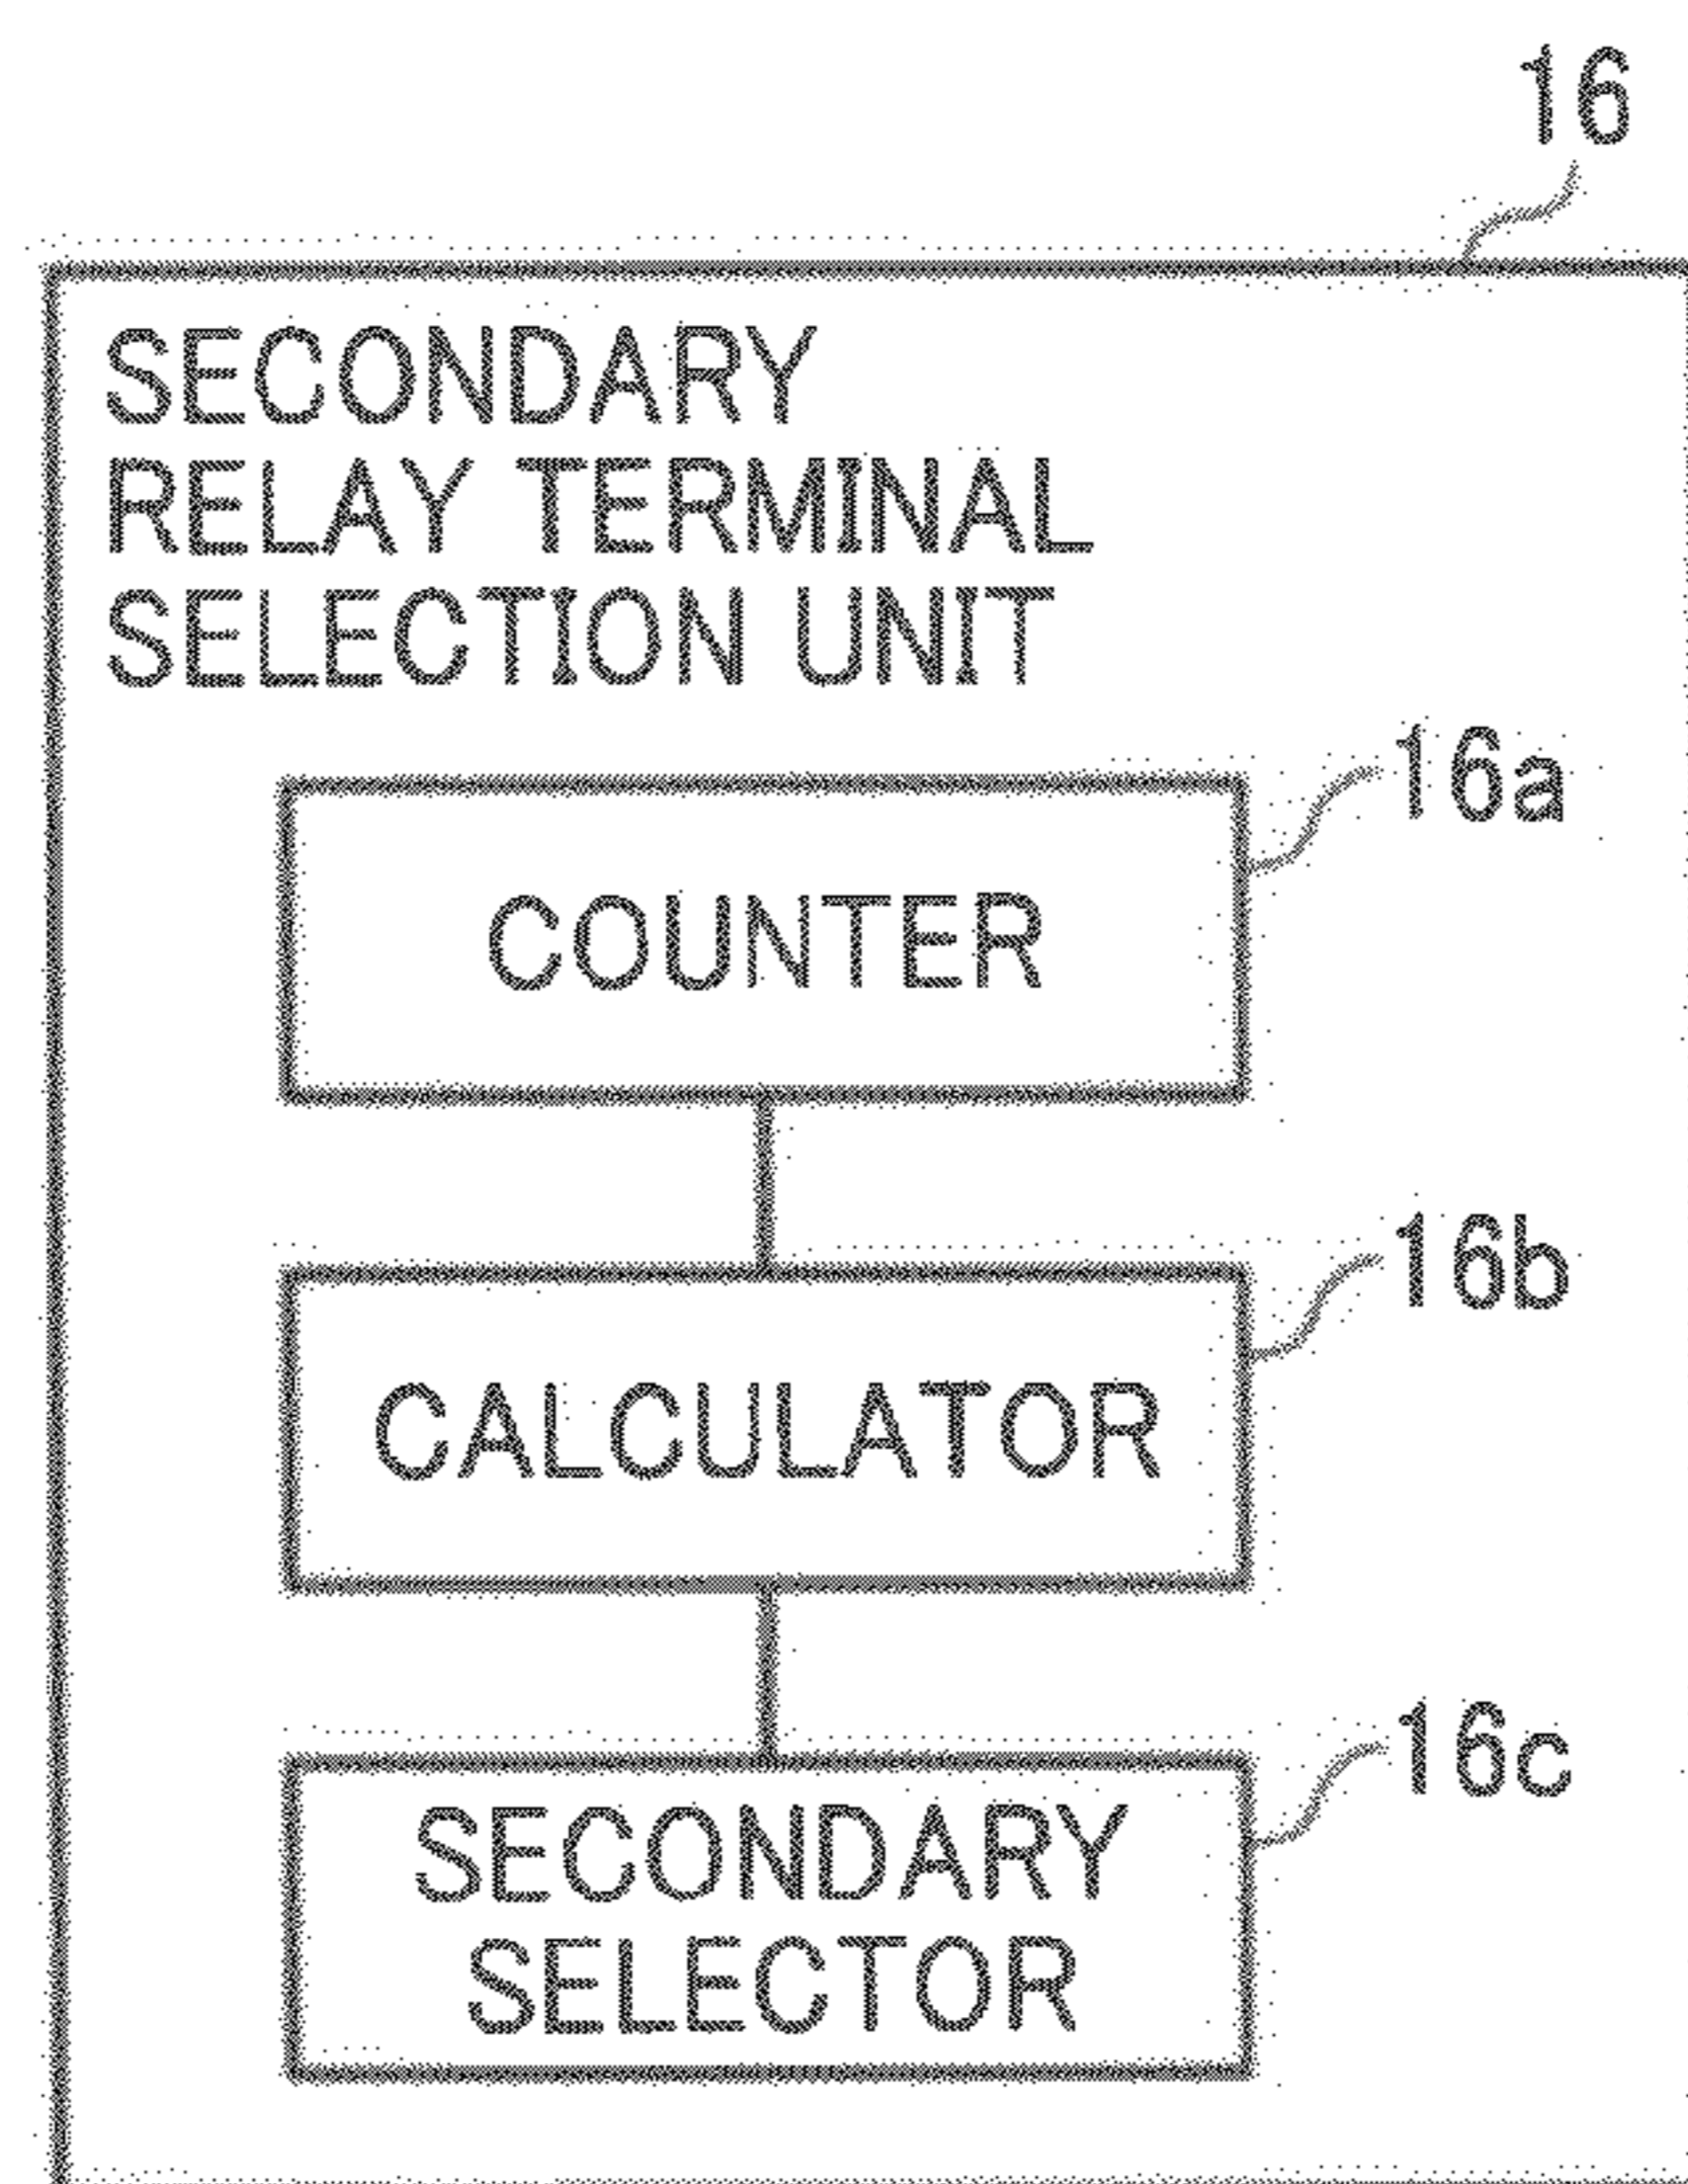 16
SECONDARY
RELAY TERMINAL
SELECTION UNIT
16a
COUNTER
16b
CALCULATOR
16c
SECONDARY
SELECTOR